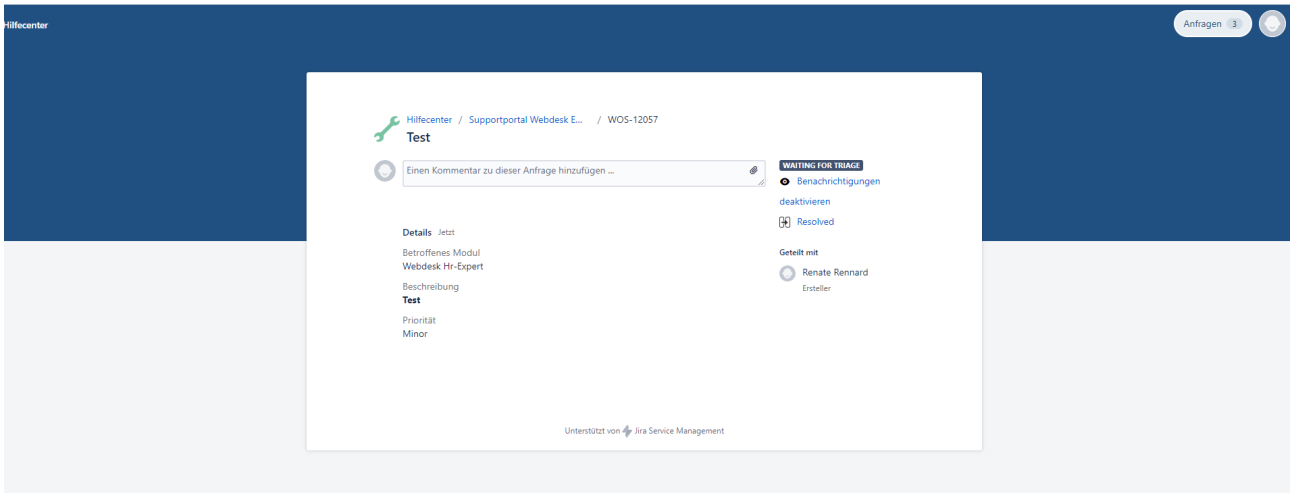 Hilfecenter
Anfragen 3
Hilfecenter / Supportportal Webdesk E... / WOS-12057
Test
Einen Kommentar zu dieser Anfrage hinzufügen ...
WAITING FOR TRIAGE
Benachrichtigungen
deaktivieren
Resolved
Details Jetzt
Betroffenes Modul
Webdesk Hr-Expert
Beschreibung
Test
Priorität
Minor
Geteilt mit
Renate Rennard
Ersteller
Unterstützt von Jira Service Management